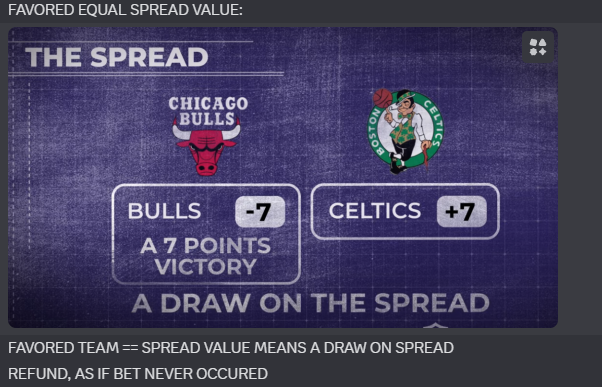 FAVORED EQUAL SPREAD VALUE:
THE SPREAD
CHICAGO
BULLS
BOSTON CELTICS
BULLS -7
CELTICS +7
A 7 POINTS
VICTORY
A DRAW ON THE SPREAD
FAVORED TEAM == SPREAD VALUE MEANS A DRAW ON SPREAD
REFUND, AS IF BET NEVER OCCURED